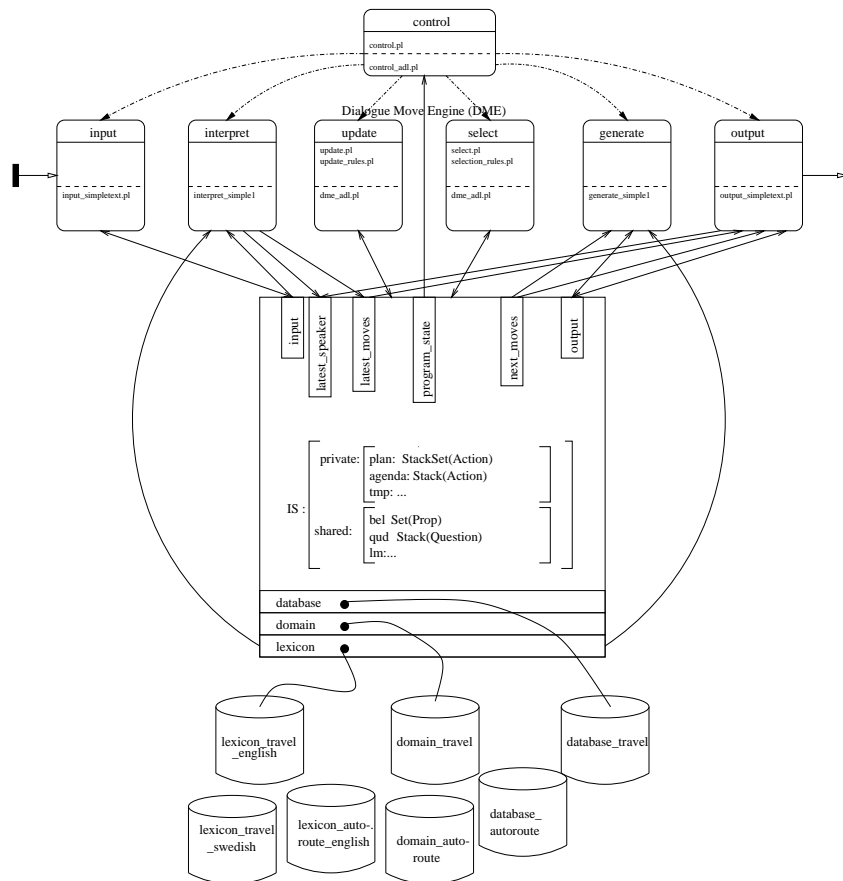 control
control.pl
control_adl.pl
Dialogue Move Engine (DME)
input
interpret
update
select
generate
output
update.pl
update_rules.pl
select.pl
selection_rules.pl
input_simpletext.pl
interpret_simple1
dme_adl.pl
dme_adl.pl
generate_simple1
output_simpletext.pl
input
latest_speaker
latest_moves
program_state
next_moves
output
IS :
private:
plan: StackSet(Action)
agenda: Stack(Action)
tmp: ...
shared:
bel Set(Prop)
qud Stack(Question)
lm:...
database
domain
lexicon
lexicon_travel
_english
domain_travel
database_travel
lexicon_travel
_swedish
lexicon_auto-.
route_english
domain_auto-
route
database_
autoroute